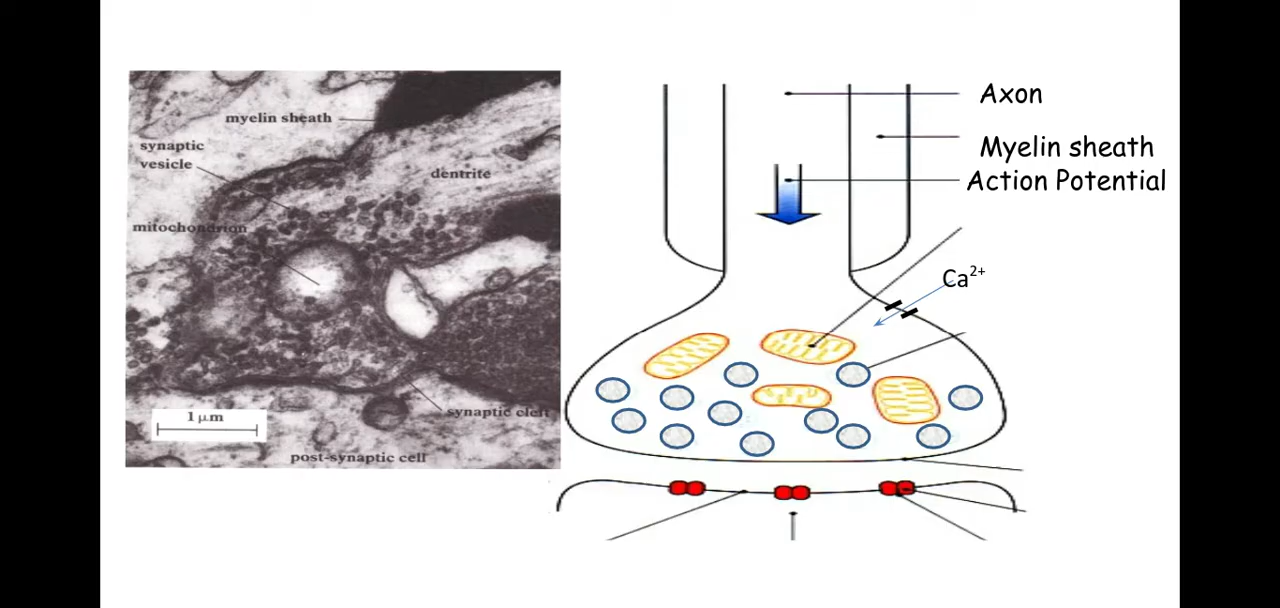 myelin sheath
synaptic
vesicle
dentrite
mitochondrion
synaptic cleft
1 μm
post-synaptic cell
Axon
Myelin sheath
Action Potential
Ca²⁺